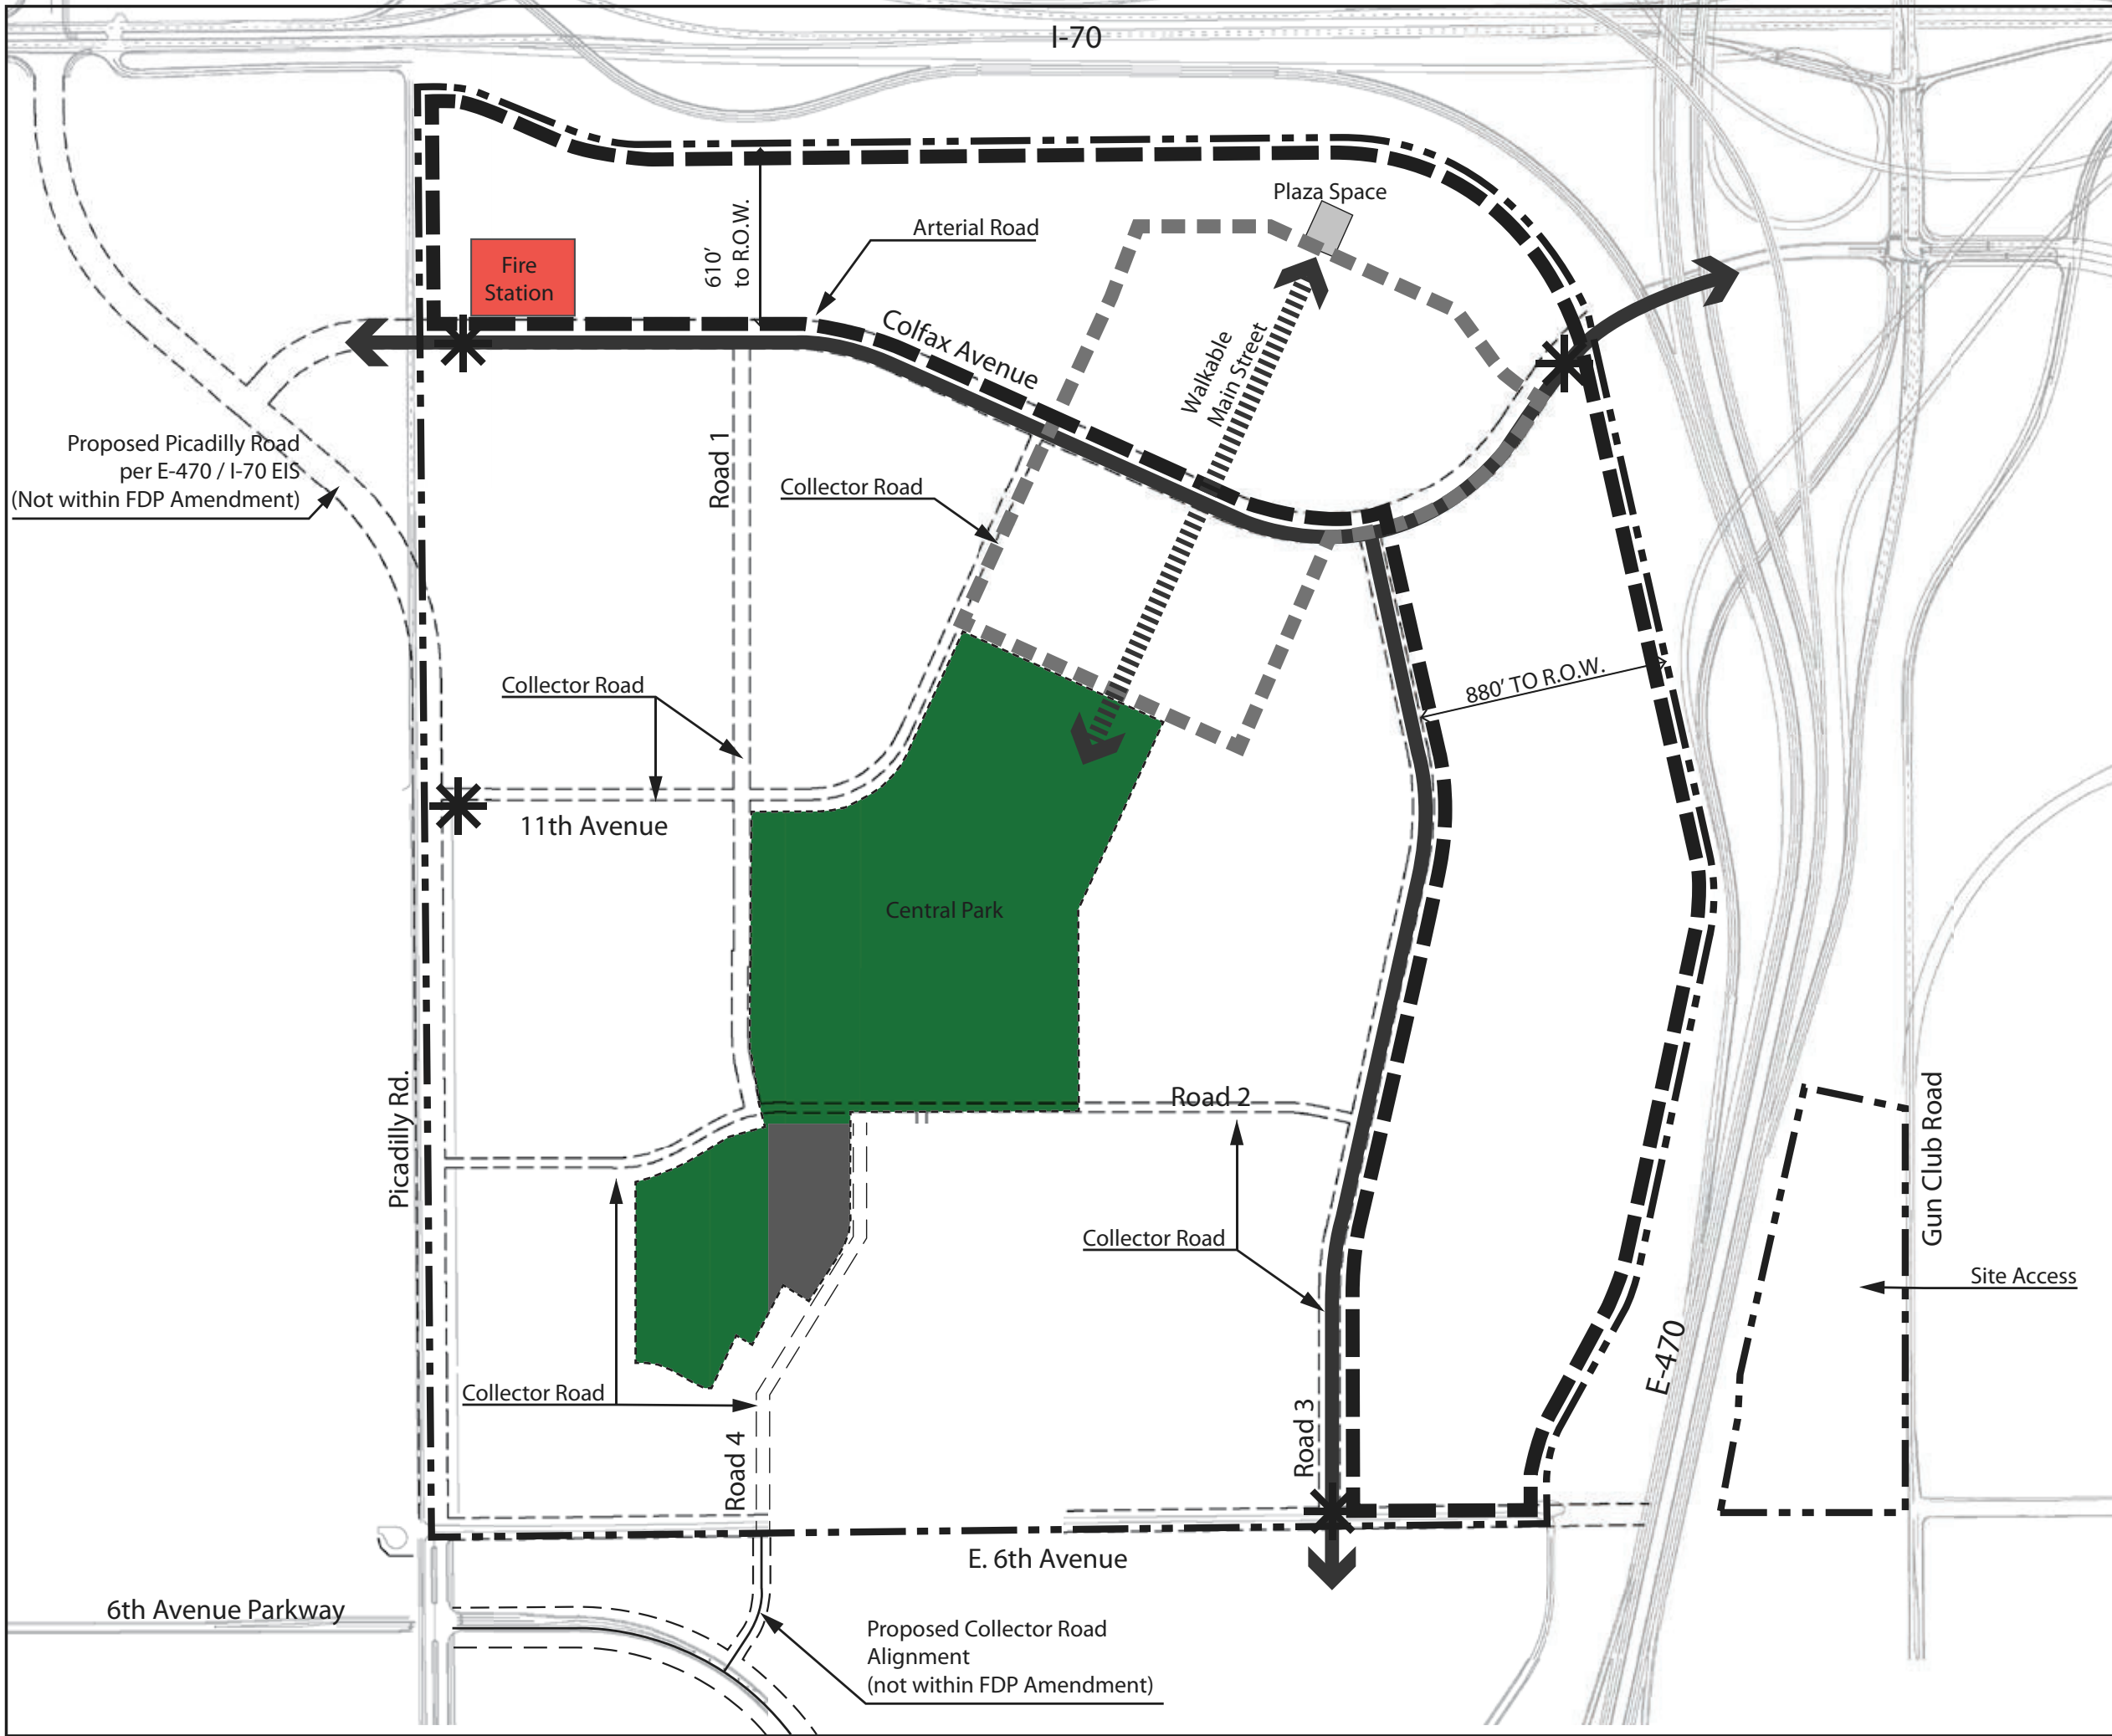 I-70
Plaza Space
Arterial Road
610'
to R.O.W.
Fire
Station
Colfax Avenue
Walkable
Main Street
Proposed Picadilly Road
per E-470 / I-70 EIS
(Not within FDP Amendment)
Road 1
Collector Road
Collector Road
880' TO R.O.W.
11th Avenue
Central Park
Picadilly Rd.
Road 2
Gun Club Road
Collector Road
Site Access
E-470
Collector Road
Road 4
Road 3
E. 6th Avenue
6th Avenue Parkway
Proposed Collector Road
Alignment
(not within FDP Amendment)